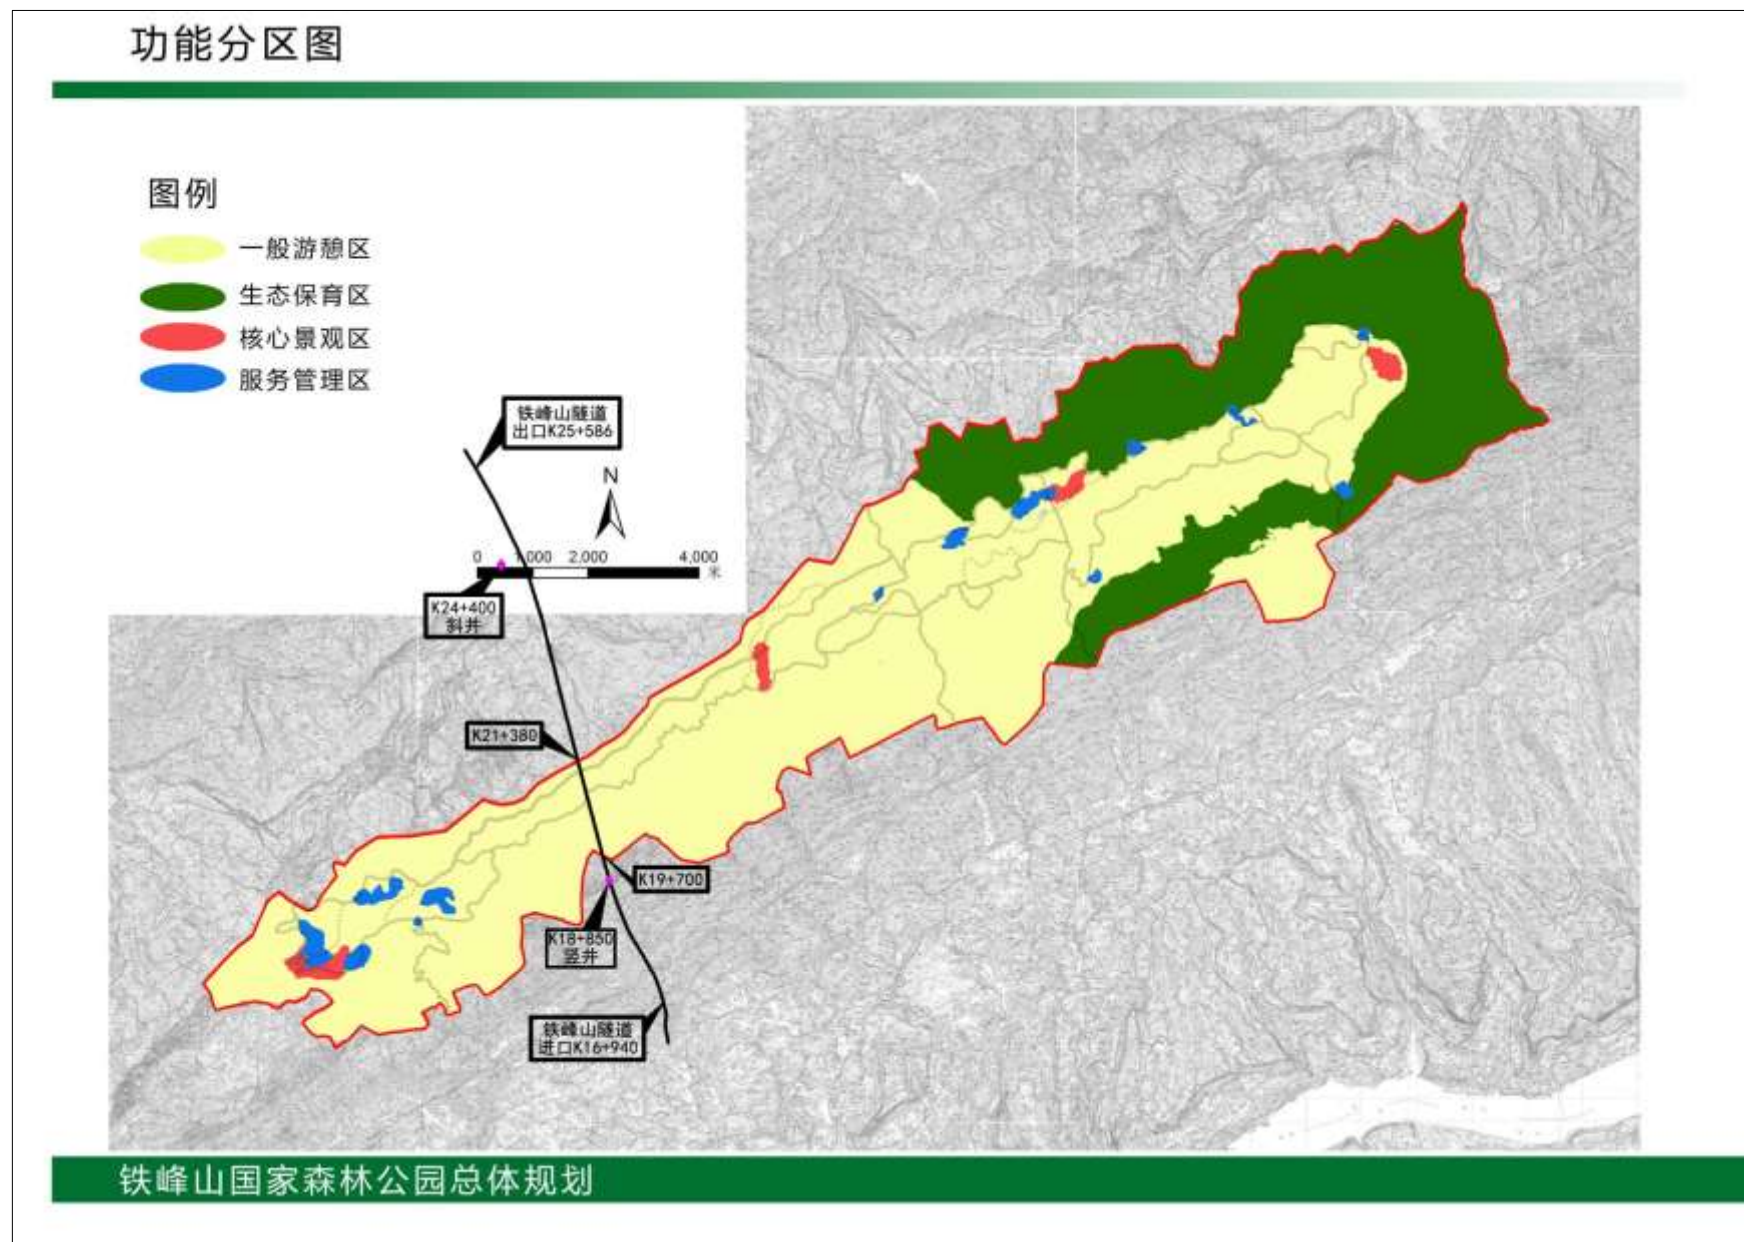 功能分区图
图例
一般游憩区
生态保育区
核心景观区
服务管理区
铁峰山隧道
出口K25+586
N
0 1,000 2,000 4,000
米
K24+400
斜井
K21+380
K19+700
K18+850
竖井
铁峰山隧道
进口K16+940
铁峰山国家森林公园总体规划